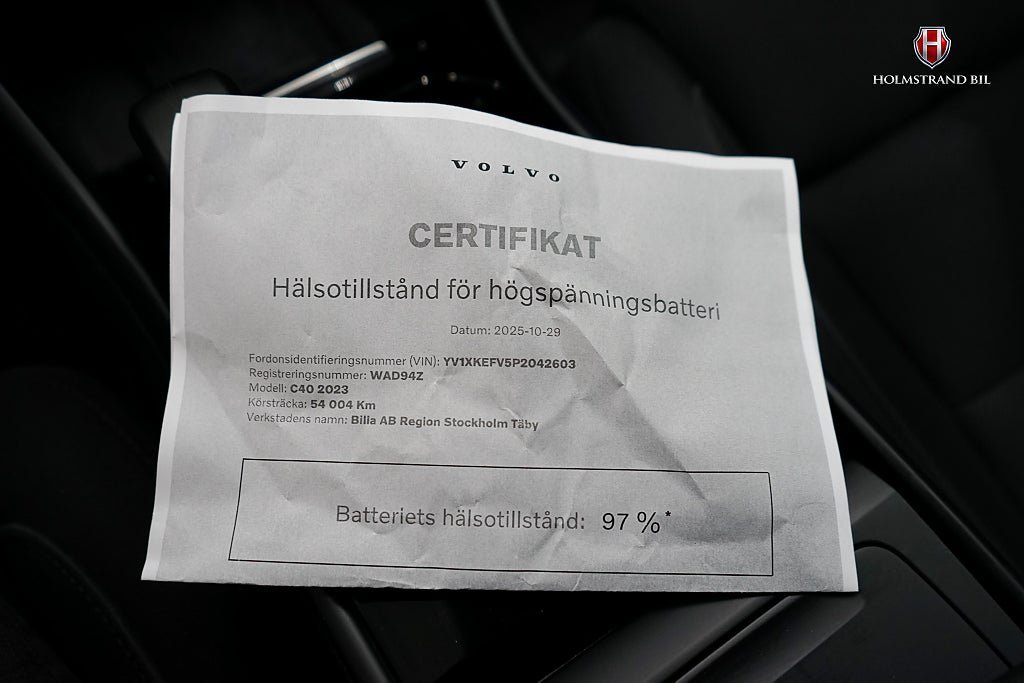 H
HOLMSTRAND BIL
VOLVO
CERTIFIKAT
Hälsotillstånd för högspänningsbatteri
Datum: 2025-10-29
Fordonsidentifieringsnummer (VIN): YV1XKEFV5P2042603
Registreringsnummer: WAD94Z
Modell: C40 2023
Körsträcka: 54 004 Km
Verkstadens namn: Bilia AB Region Stockholm Täby
Batteriets hälsotillstånd: 97 %*